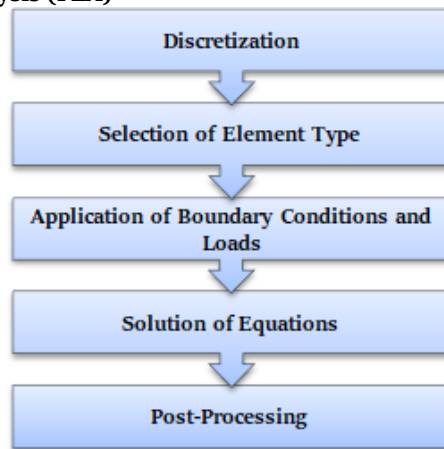 Discretization
Selection of Element Type
Application of Boundary Conditions and
Loads
Solution of Equations
Post-Processing